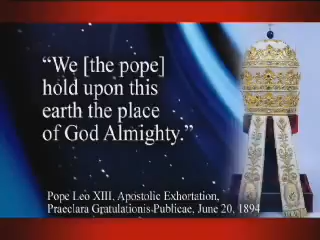 “We [the pope]
hold upon this
earth the place
of God Almighty.”
Pope Leo XIII, Apostolic Exhortation,
Praeclara Gratulationis Publicae, June 20, 1894